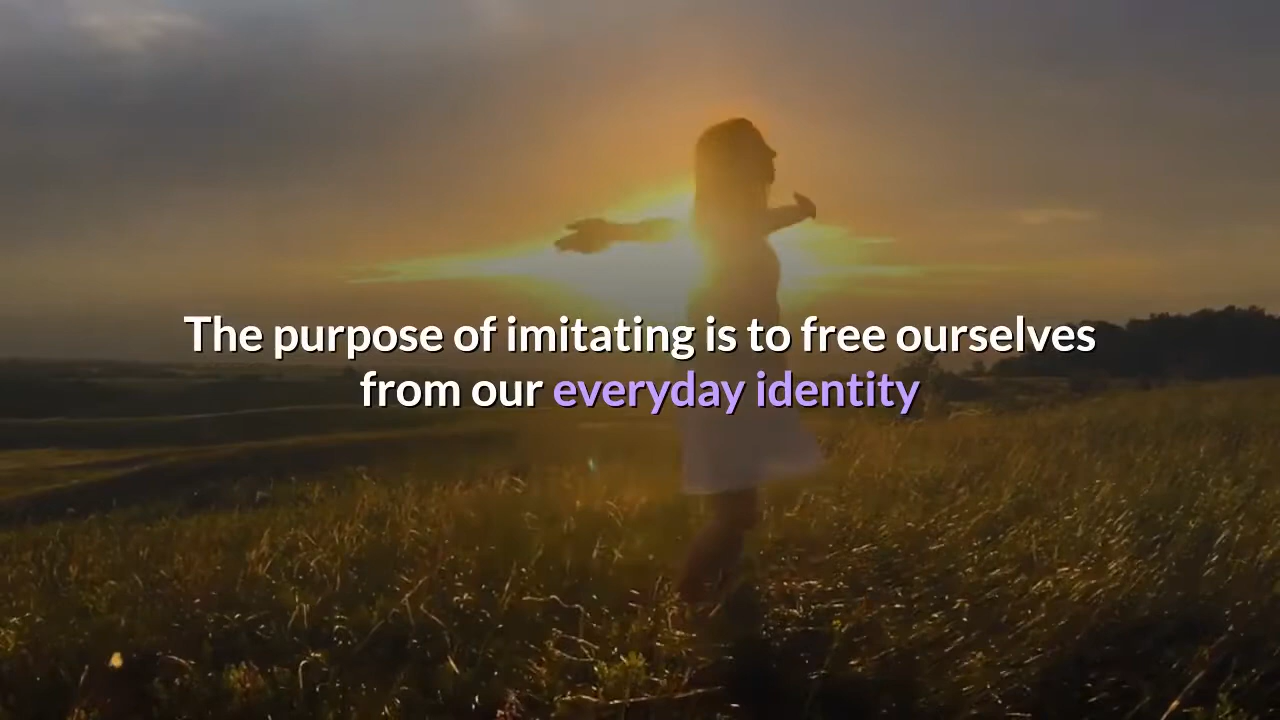 The purpose of imitating is to free ourselves
from our everyday identity